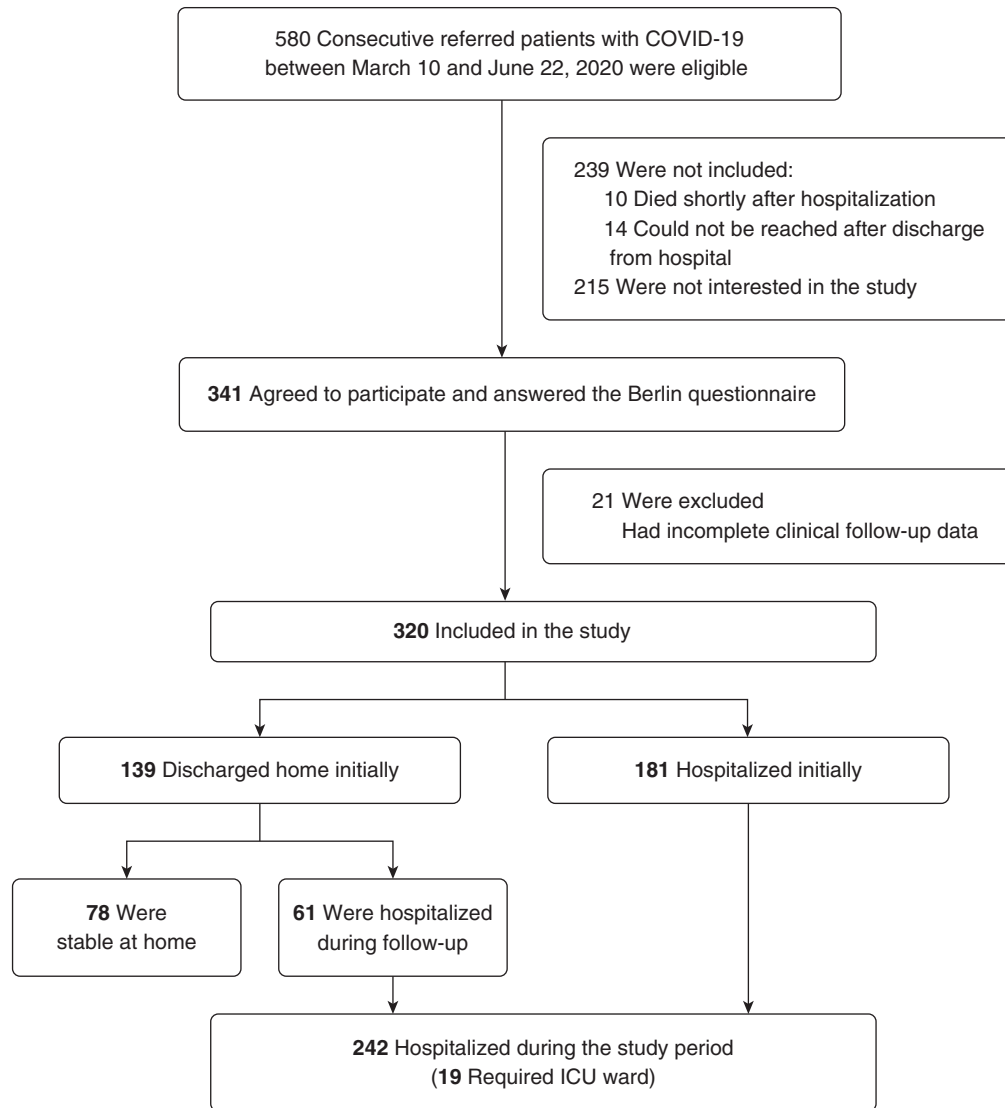 580 Consecutive referred patients with COVID-19
between March 10 and June 22, 2020 were eligible
239 Were not included:
10 Died shortly after hospitalization
14 Could not be reached after discharge
from hospital
215 Were not interested in the study
341 Agreed to participate and answered the Berlin questionnaire
21 Were excluded
Had incomplete clinical follow-up data
320 Included in the study
139 Discharged home initially
181 Hospitalized initially
78 Were
stable at home
61 Were hospitalized
during follow-up
242 Hospitalized during the study period
(19 Required ICU ward)